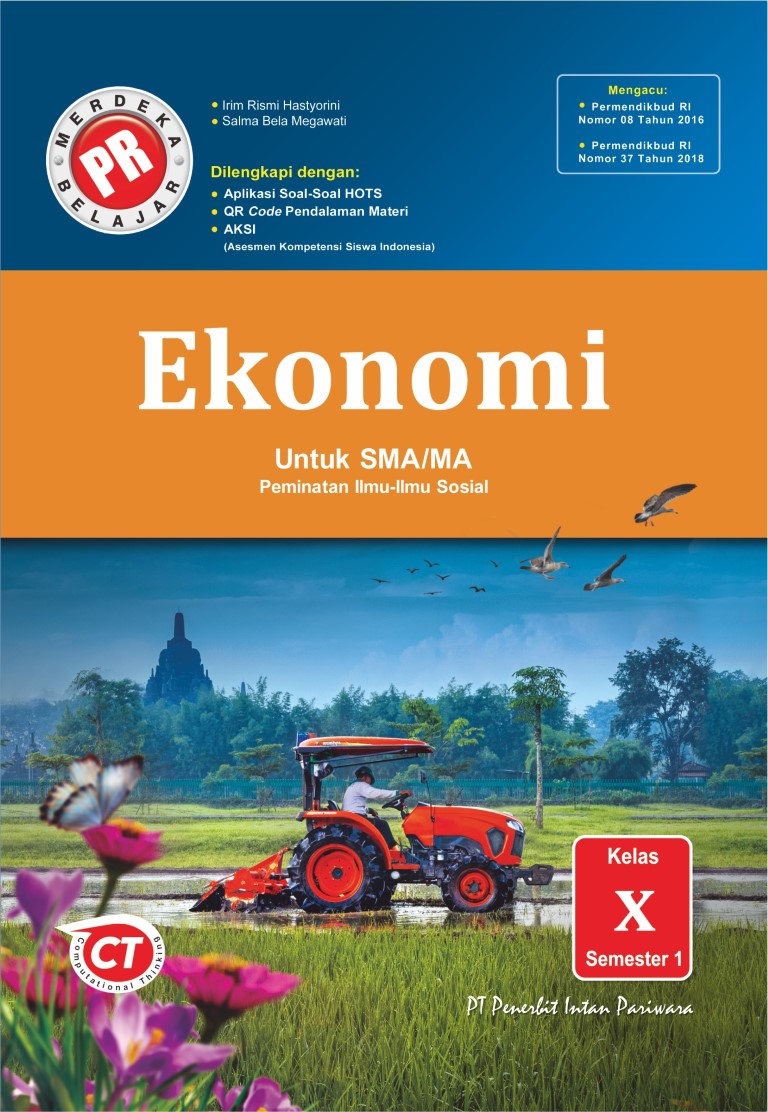 MERDEKA
PR
BELAJAR
• Irim Rismi Hastyorini
• Salma Bela Megawati
Dilengkapi dengan:
• Aplikasi Soal-Soal HOTS
• QR Code Pendalaman Materi
• AKSI
(Asesmen Kompetensi Siswa Indonesia)
Mengacu:
• Permendikbud RI
Nomor 08 Tahun 2016
• Permendikbud RI
Nomor 37 Tahun 2018
Ekonomi
Untuk SMA/MA
Peminatan Ilmu-Ilmu Sosial
Kelas
X
Semester 1
CT
Computational Thinking
PT Penerbit Intan Pariwara